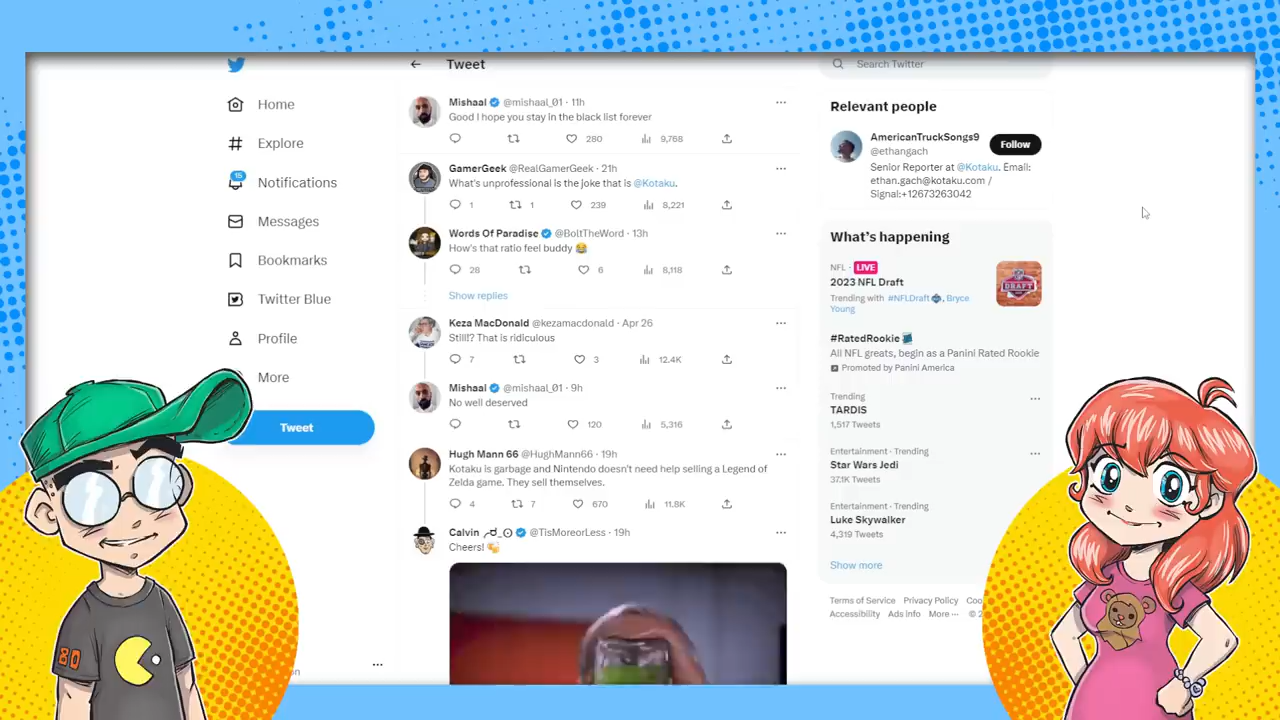 Home
Explore
15
Notifications
Messages
Bookmarks
Twitter Blue
Profile
More
Tweet
Tweet
Mishaal @mishaal_01 · 11h
Good I hope you stay in the black list forever
280 9,768
GamerGeek @RealGamerGeek · 21h
What's unprofessional is the joke that is @Kotaku.
1 1 239 8,221
Words Of Paradise @BoltTheWord · 13h
How's that ratio feel buddy 😂
28 6 8,118
Show replies
Keza MacDonald @kezamacdonald · Apr 26
Still!? That is ridiculous
7 3 12.4K
Mishaal @mishaal_01 · 9h
No well deserved
120 5,316
Hugh Mann 66 @HughMann66 · 19h
Kotaku is garbage and Nintendo doesn't need help selling a Legend of
Zelda game. They sell themselves.
4 7 670 11.8K
Calvin @TisMoreorLess · 19h
Cheers! 🍻
Search Twitter
Relevant people
AmericanTruckSongs9
@ethangach
Follow
Senior Reporter at @Kotaku. Email:
ethan.gach@kotaku.com /
Signal:+12673263042
What's happening
NFL · LIVE
2023 NFL Draft
Trending with #NFLDraft, Bryce
Young
DRAFT
#RatedRookie
All NFL greats, begin as a Panini Rated Rookie
Promoted by Panini America
Trending
TARDIS
1,517 Tweets
Entertainment · Trending
Star Wars Jedi
37.1K Tweets
Entertainment · Trending
Luke Skywalker
4,319 Tweets
Show more
Terms of Service Privacy Policy Coo
Accessibility Ads info More ··· © 2
80